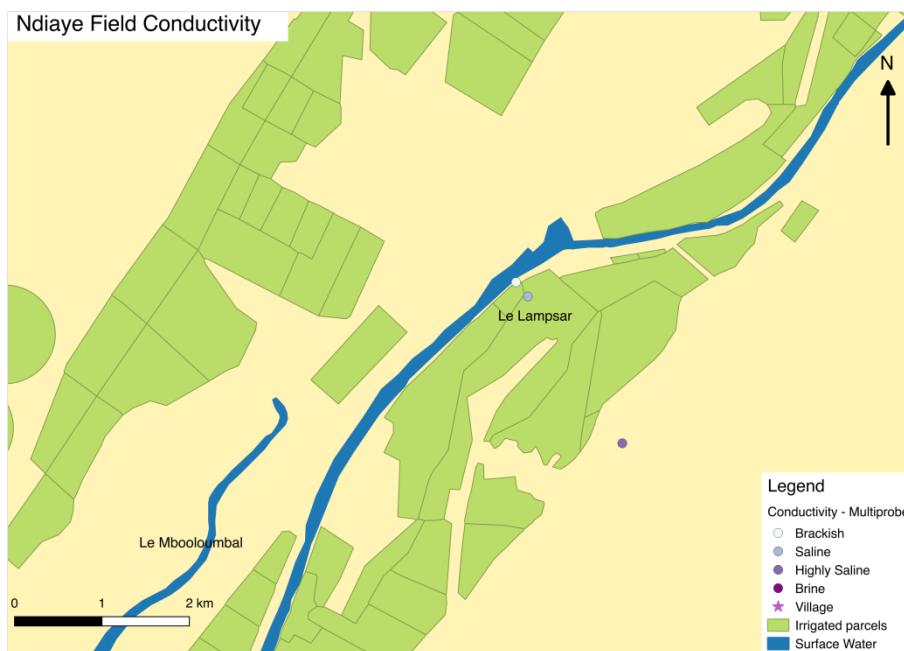 Ndiaye Field Conductivity
N
Le Lampsar
Le Mbooloumbal
0 1 2 km
Legend
Conductivity - Multiprobe
Brackish
Saline
Highly Saline
Brine
Village
Irrigated parcels
Surface Water